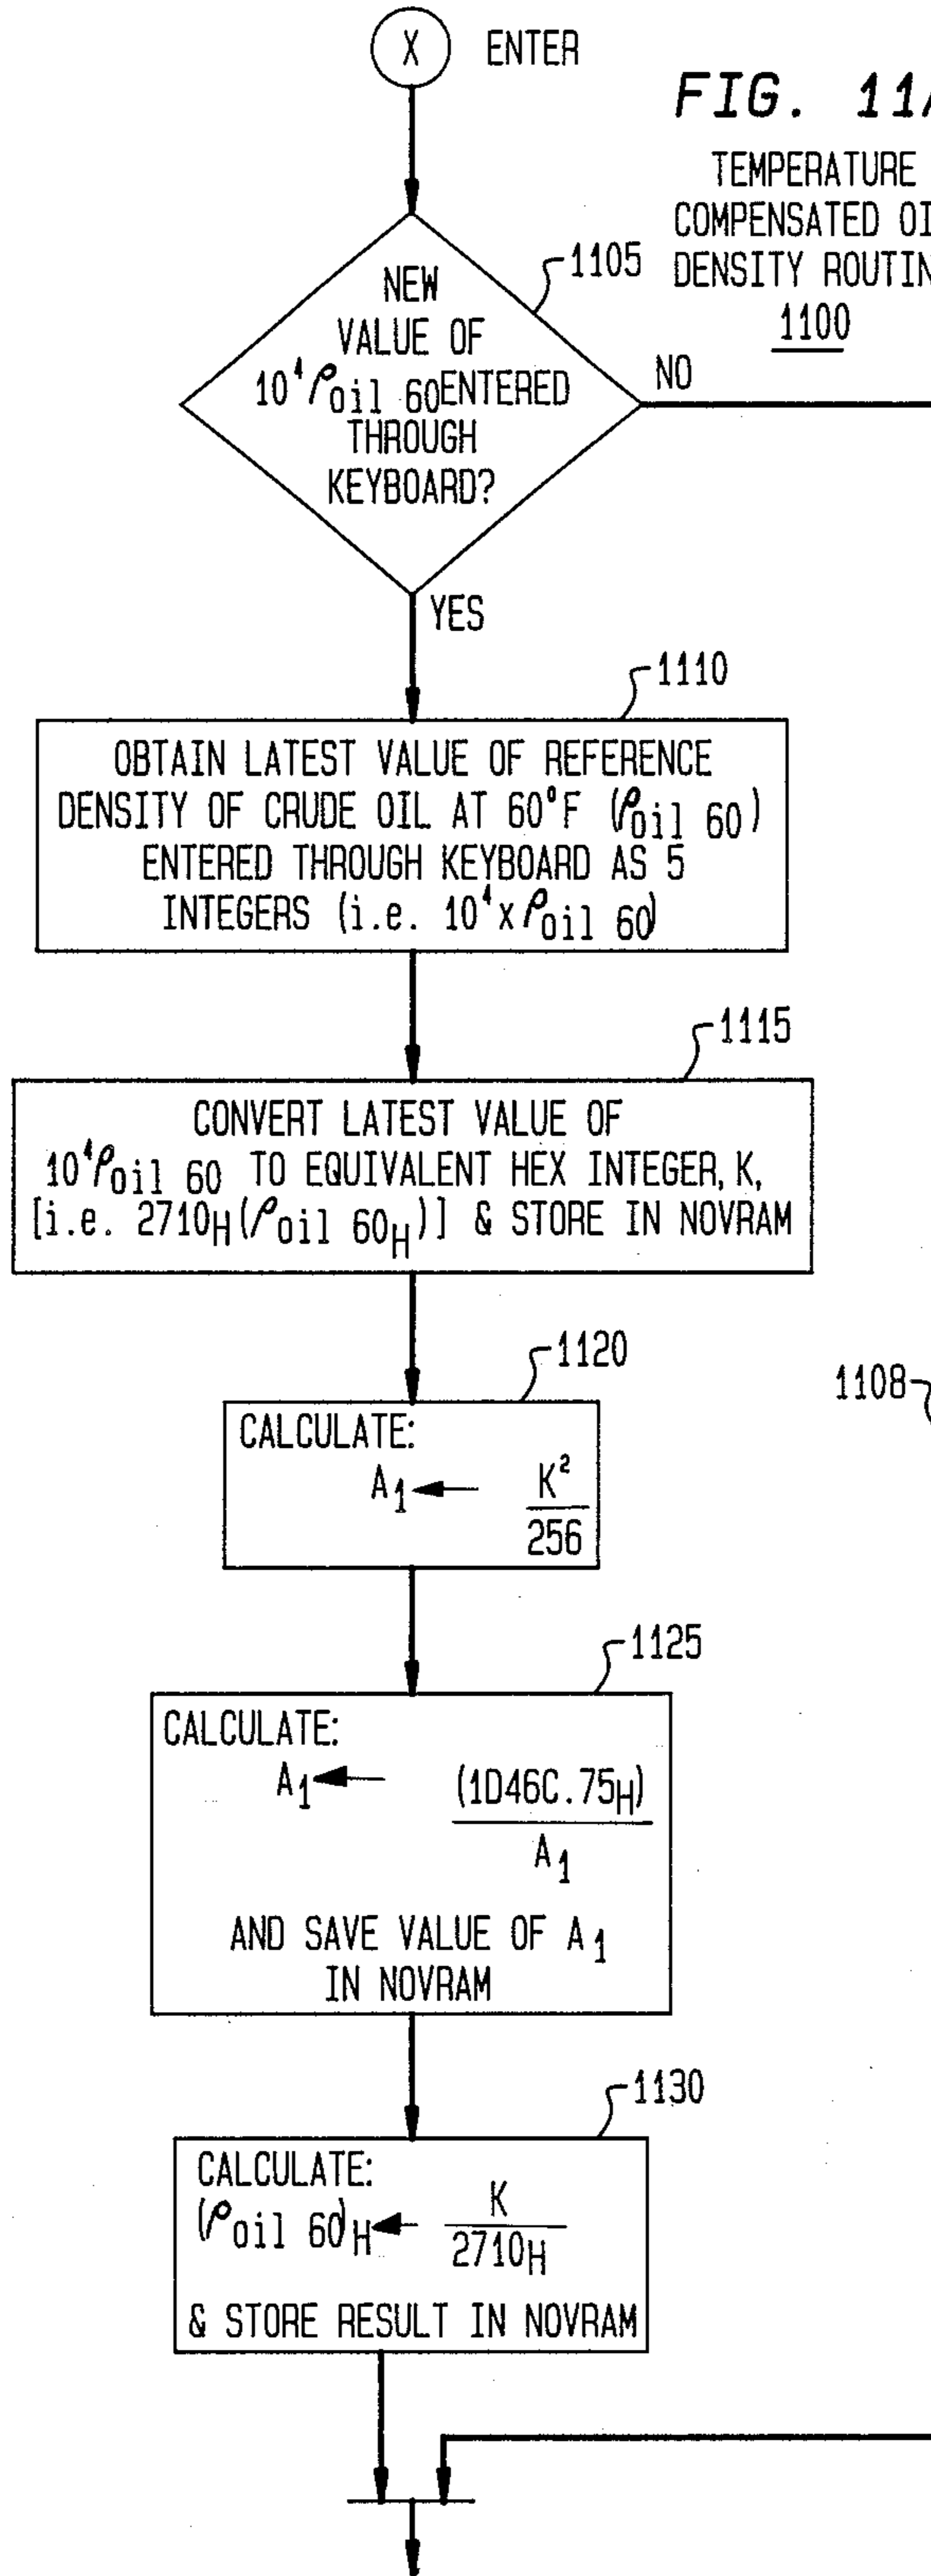 X ENTER
FIG. 11A
TEMPERATURE
COMPENSATED OI
DENSITY ROUTIN
1100
1105
NEW
VALUE OF
10⁴ρoil 60 ENTERED
THROUGH
KEYBOARD?
NO
YES
1110
OBTAIN LATEST VALUE OF REFERENCE
DENSITY OF CRUDE OIL AT 60°F (ρoil 60)
ENTERED THROUGH KEYBOARD AS 5
INTEGERS (i.e. 10⁴xρoil 60)
1115
CONVERT LATEST VALUE OF
10⁴ρoil 60 TO EQUIVALENT HEX INTEGER, K,
[i.e. 2710H(ρoil 60H)] & STORE IN NOVRAM
1120
1108
CALCULATE:
A₁ ← K²
256
1125
CALCULATE:
A₁ ← (1D46C.75H)
A₁
AND SAVE VALUE OF A₁
IN NOVRAM
1130
CALCULATE:
(ρoil 60)H ← K
2710H
& STORE RESULT IN NOVRAM